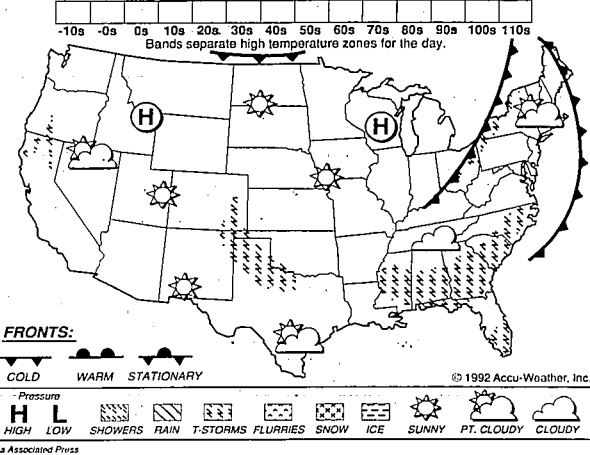 -10s -0s 0s 10s 20s 30s 40s 50s 60s 70s 80s 90s 100s 110s
Bands separate high temperature zones for the day.
H
H
FRONTS:
COLD WARM STATIONARY
© 1992 Accu-Weather, Inc.
Pressure
H L
HIGH LOW SHOWERS RAIN T-STORMS FLURRIES SNOW ICE SUNNY PT. CLOUDY CLOUDY
a Associated Press